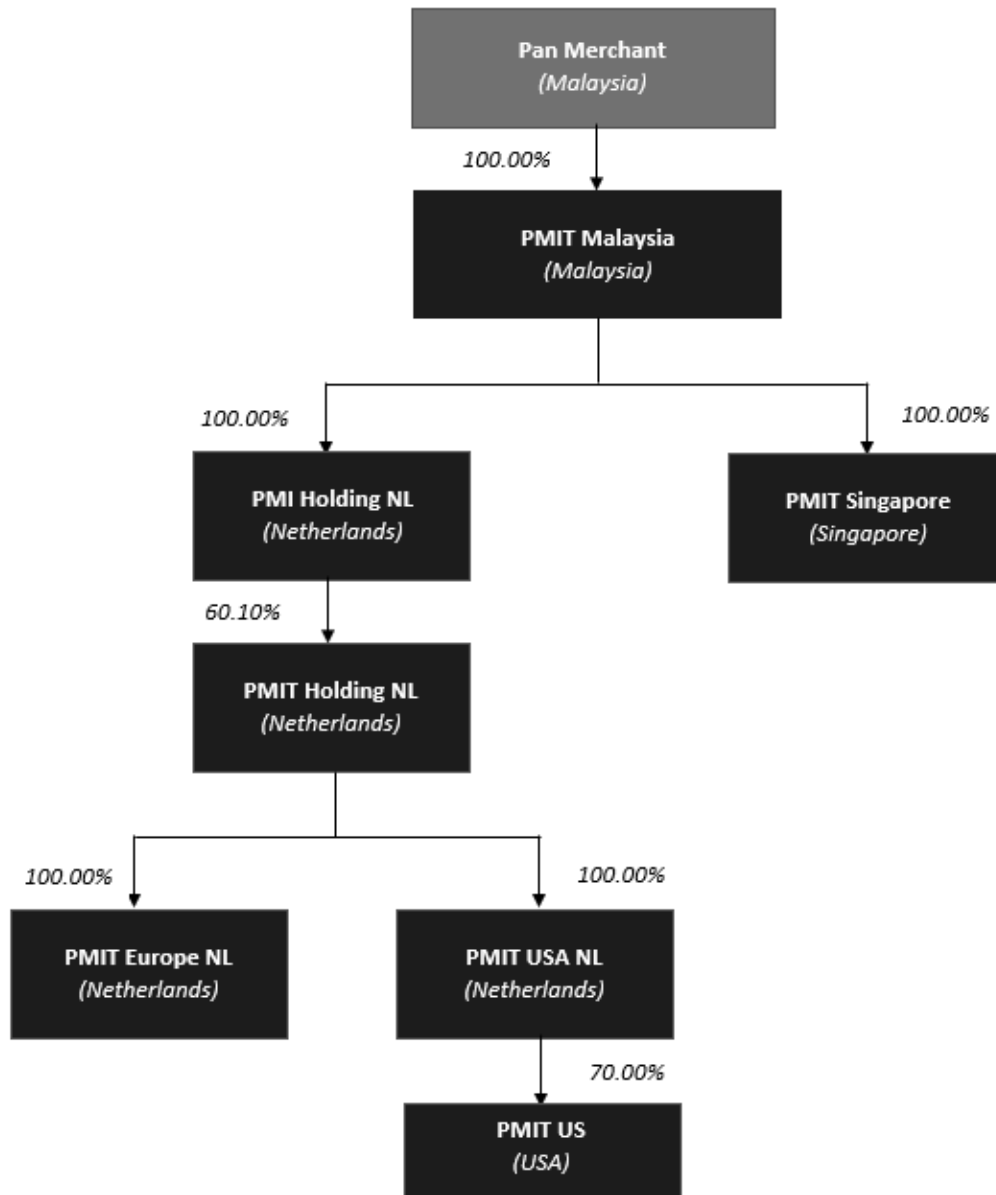 Pan Merchant
(Malaysia)
100.00%
PMIT Malaysia
(Malaysia)
100.00%
100.00%
PMI Holding NL
(Netherlands)
PMIT Singapore
(Singapore)
60.10%
PMIT Holding NL
(Netherlands)
100.00%
100.00%
PMIT Europe NL
(Netherlands)
PMIT USA NL
(Netherlands)
70.00%
PMIT US
(USA)